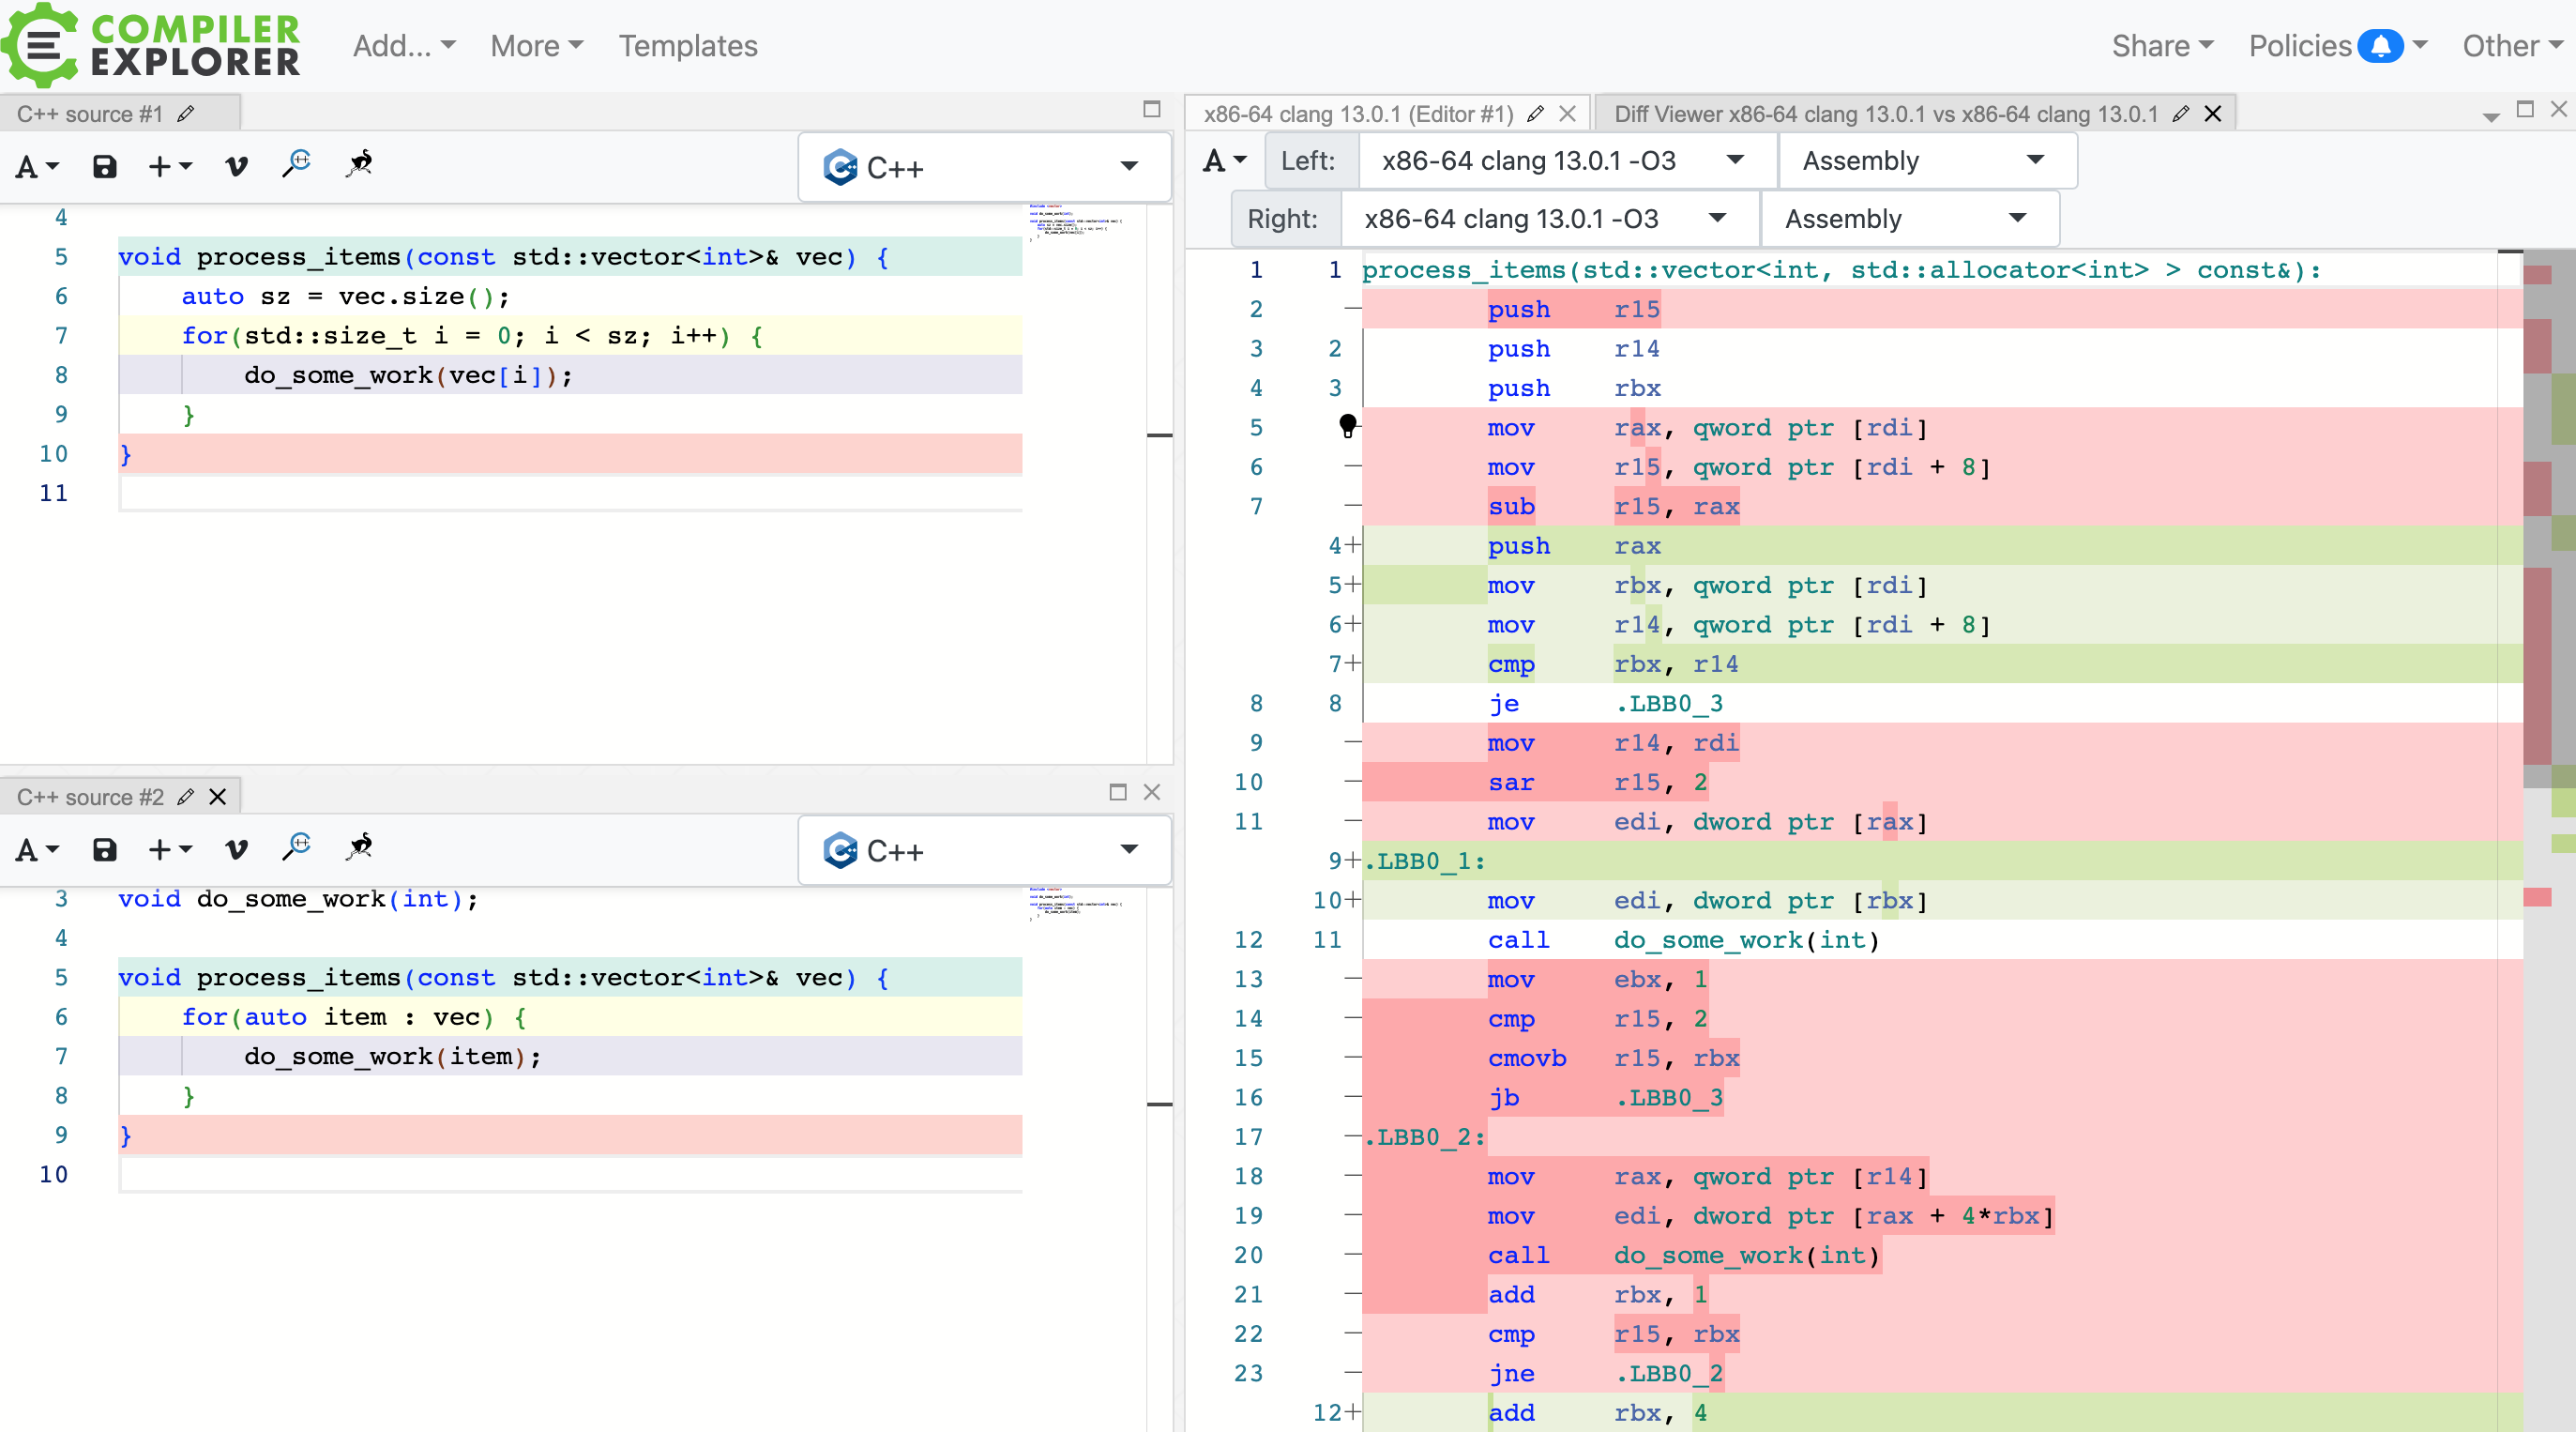 COMPILER
EXPLORER
Add...
More
Templates
Share
Policies
Other
C++ source #1
A
C++
4
5 void process_items(const std::vector<int>& vec) {
6     auto sz = vec.size();
7     for(std::size_t i = 0; i < sz; i++) {
8         do_some_work(vec[i]);
9     }
10 }
11
C++ source #2
A
C++
3 void do_some_work(int);
4
5 void process_items(const std::vector<int>& vec) {
6     for(auto item : vec) {
7         do_some_work(item);
8     }
9 }
10
x86-64 clang 13.0.1 (Editor #1)
Diff Viewer x86-64 clang 13.0.1 vs x86-64 clang 13.0.1
A
Left: x86-64 clang 13.0.1 -O3 Assembly
Right: x86-64 clang 13.0.1 -O3 Assembly
1 1 process_items(std::vector<int, std::allocator<int> > const&):
2 — push r15
3 2 push r14
4 3 push rbx
5 — mov rax, qword ptr [rdi]
6 — mov r15, qword ptr [rdi + 8]
7 — sub r15, rax
4+ push rax
5+ mov rbx, qword ptr [rdi]
6+ mov r14, qword ptr [rdi + 8]
7+ cmp rbx, r14
8 8 je .LBB0_3
9 — mov r14, rdi
10 — sar r15, 2
11 — mov edi, dword ptr [rax]
9+ .LBB0_1:
10+ mov edi, dword ptr [rbx]
12 11 call do_some_work(int)
13 — mov ebx, 1
14 — cmp r15, 2
15 — cmovb r15, rbx
16 — jb .LBB0_3
17 — .LBB0_2:
18 — mov rax, qword ptr [r14]
19 — mov edi, dword ptr [rax + 4*rbx]
20 — call do_some_work(int)
21 — add rbx, 1
22 — cmp r15, rbx
23 — jne .LBB0_2
12+ add rbx, 4